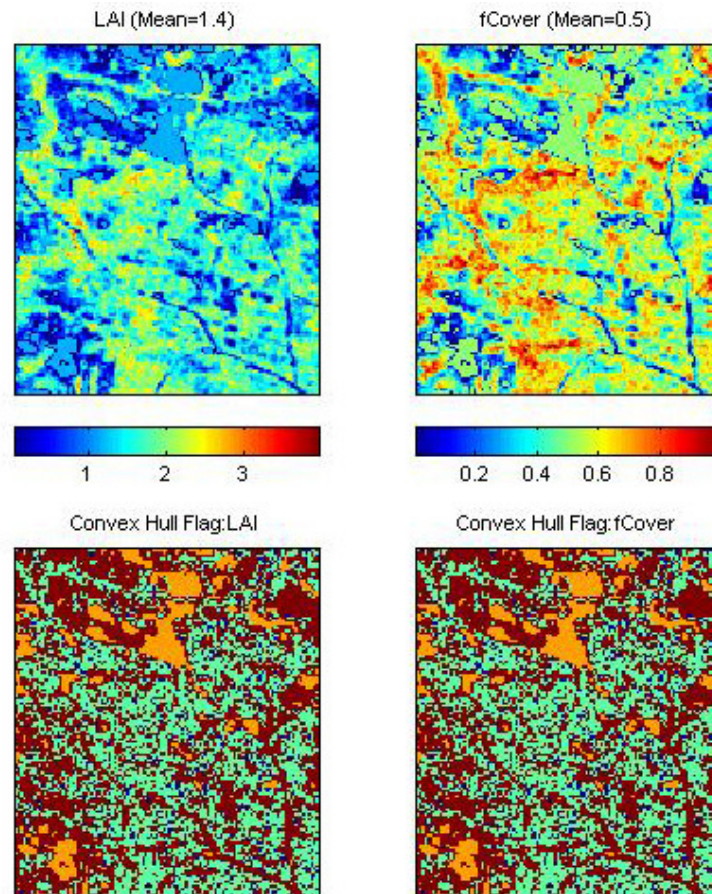 LAI (Mean=1.4)
fCover (Mean=0.5)
1 2 3
0.2 0.4 0.6 0.8
Convex Hull Flag:LAI
Convex Hull Flag:fCover